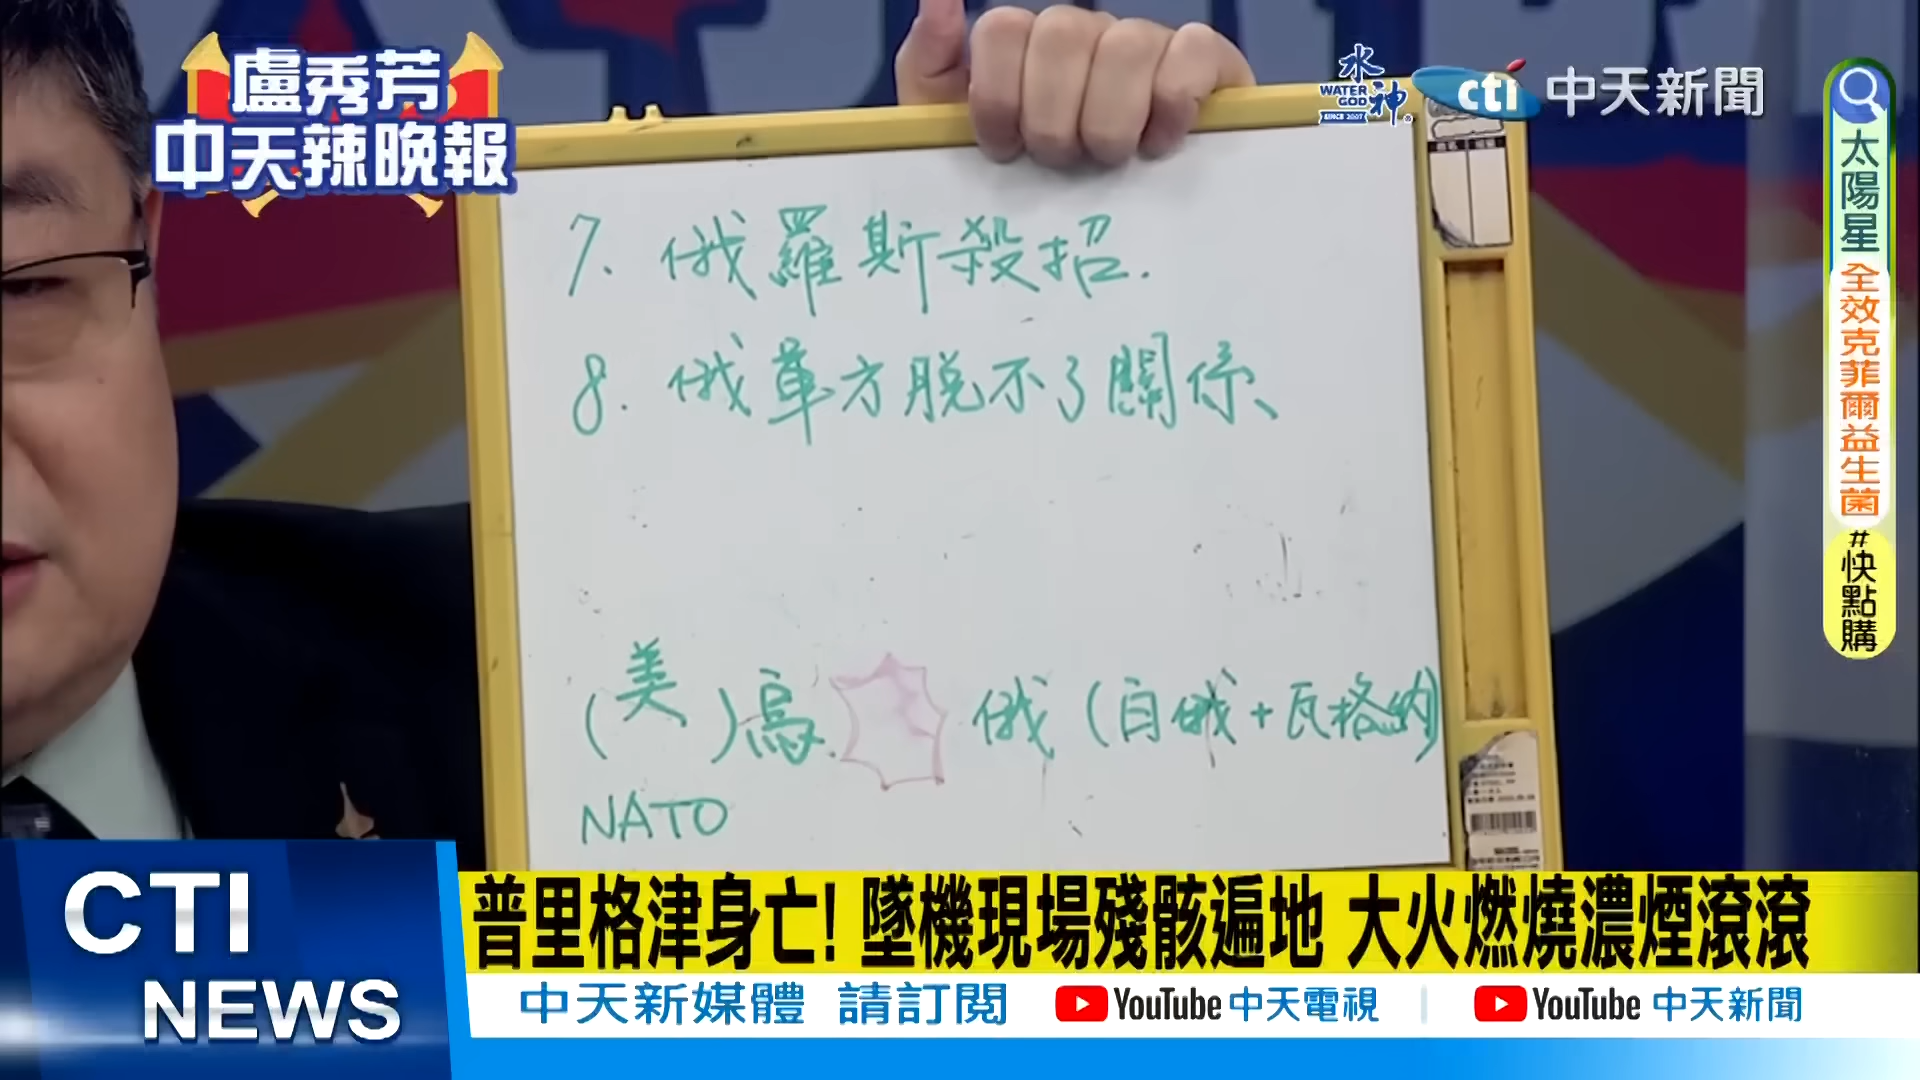 盧秀芳
中天辣晚報
水神
WATER GOD
SINCE 2007
cti 中天新聞
太陽星 全效克菲爾益生菌 #快點購
7. 俄羅斯殺招.
8. 俄軍方脫不了關係、
(美)烏. 俄(白俄+瓦格納)
NATO
CTI
NEWS
普里格津身亡! 墜機現場殘骸遍地 大火燃燒濃煙滾滾
中天新媒體 請訂閱 YouTube 中天電視 | YouTube 中天新聞